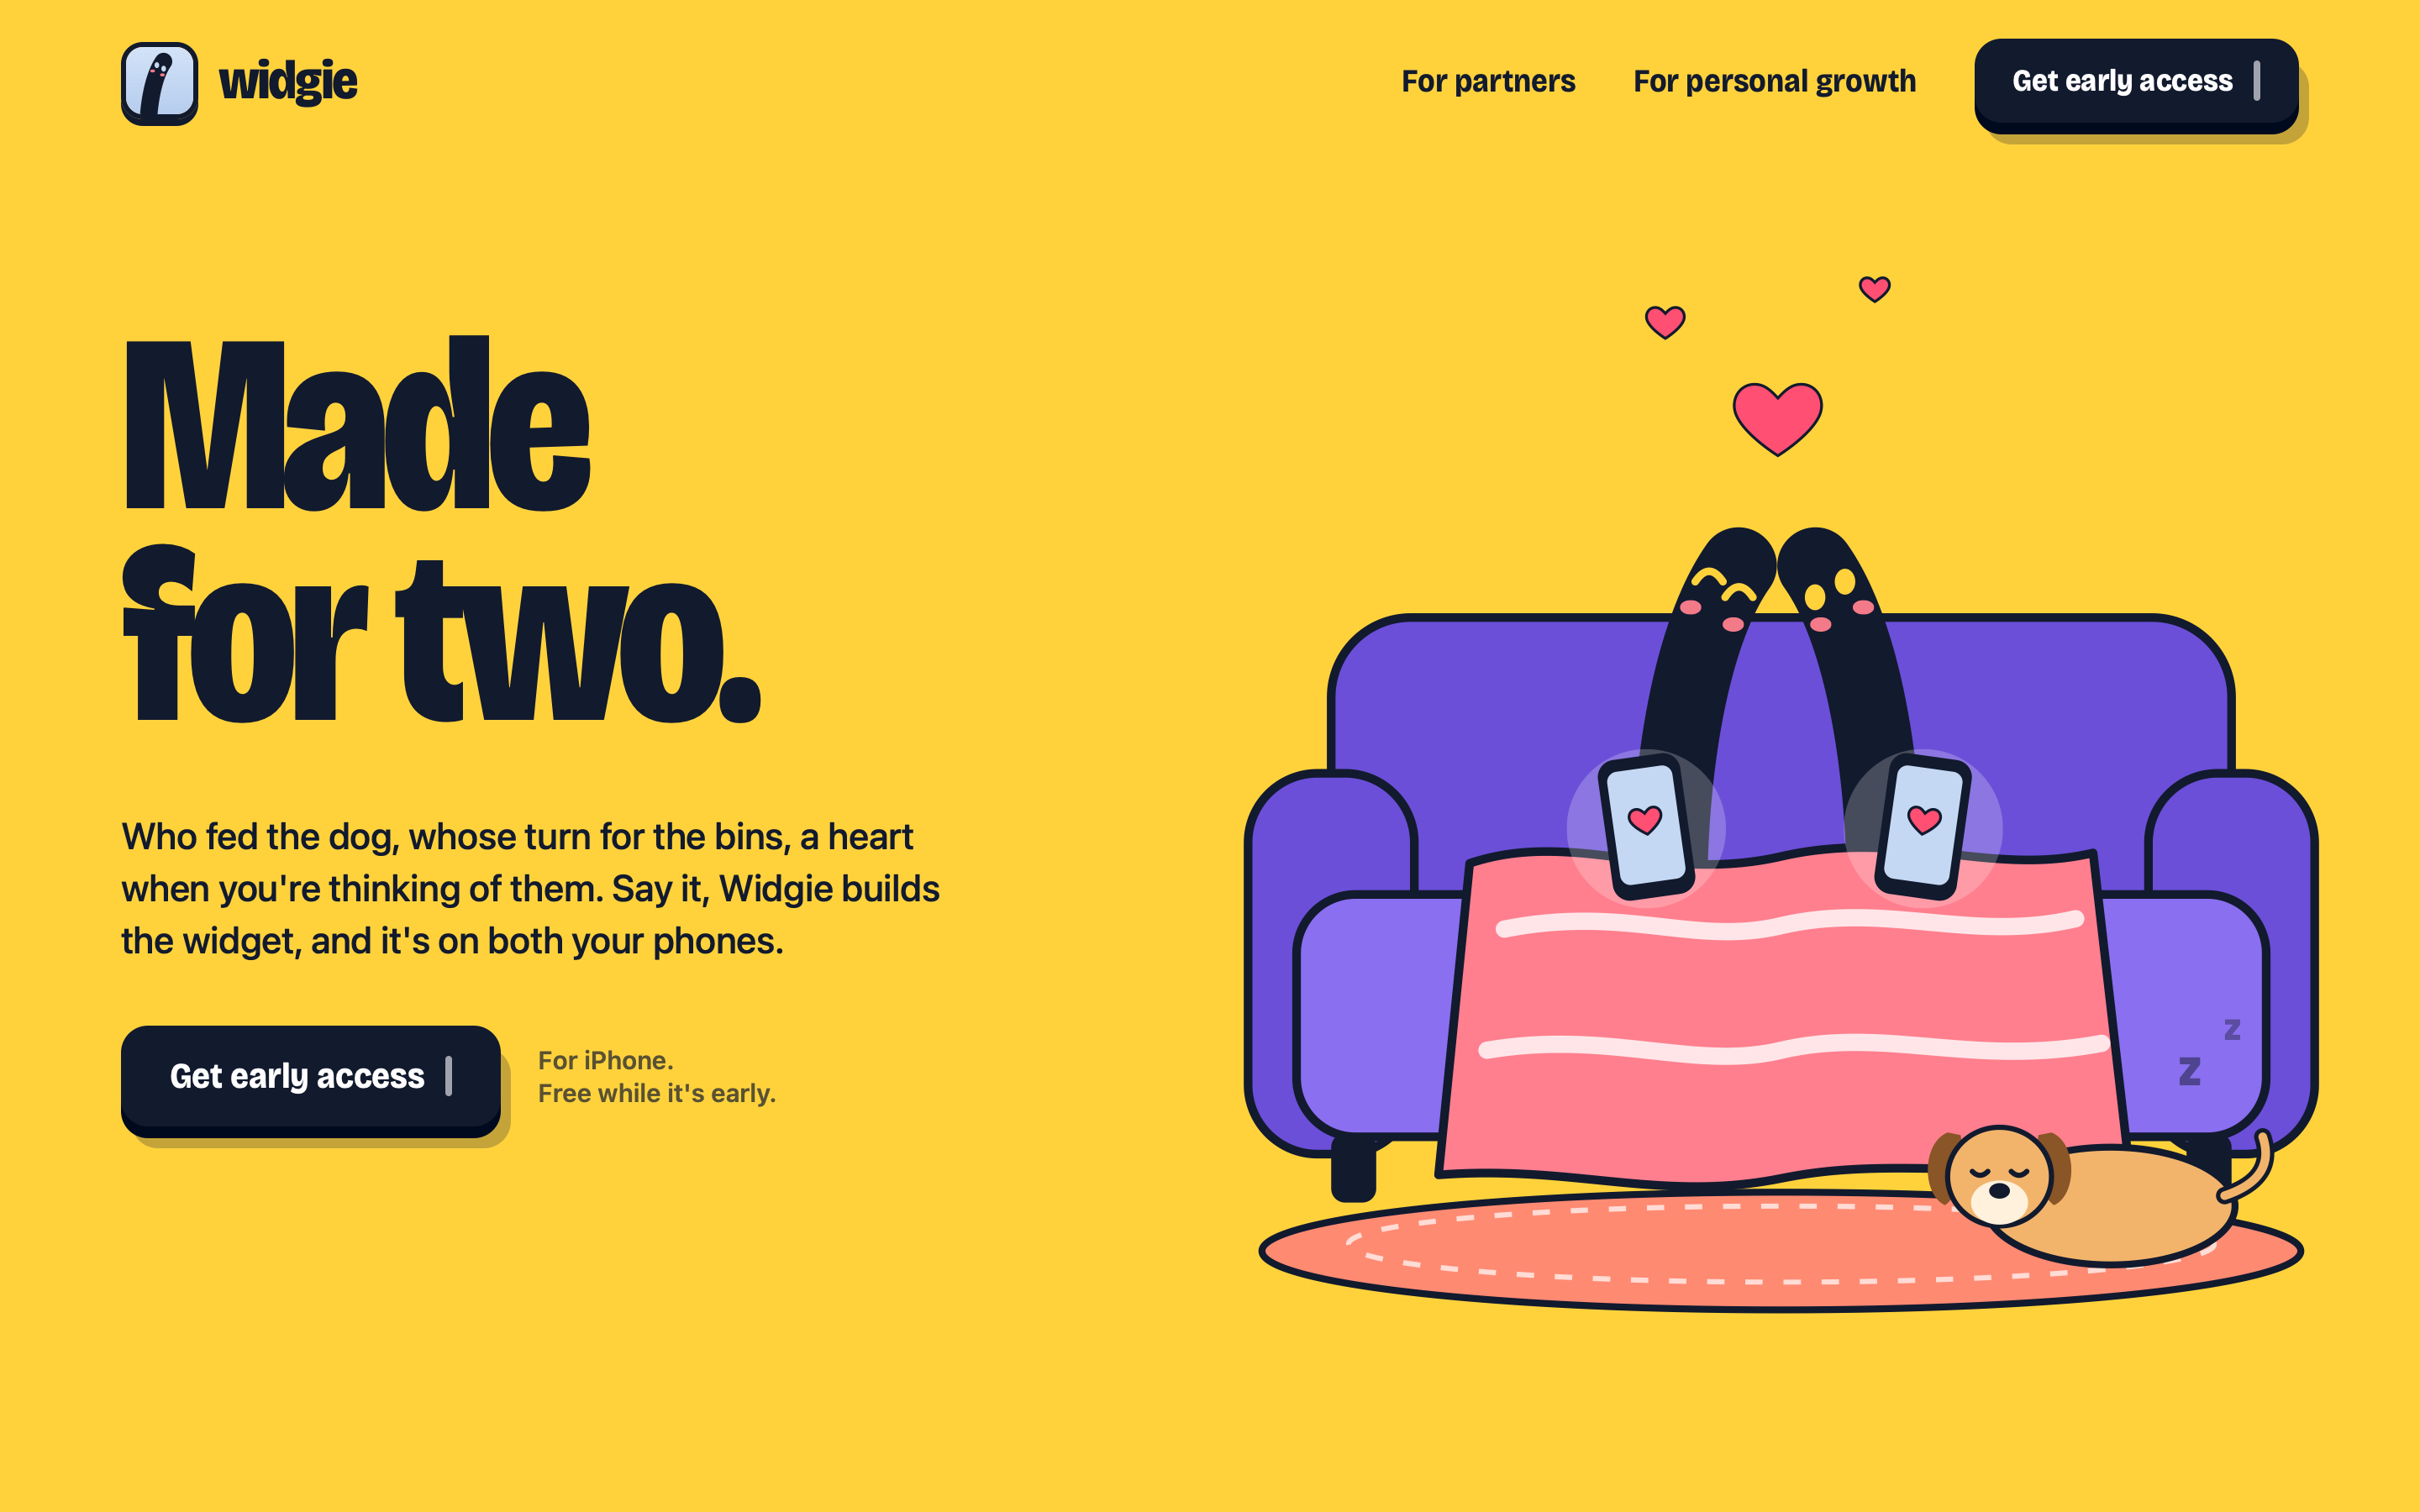 widgie
For partners
For personal growth
Get early access
Made
for two.
Who fed the dog, whose turn for the bins, a heart
when you're thinking of them. Say it, Widgie builds
the widget, and it's on both your phones.
Get early access
For iPhone.
Free while it's early.
z
z